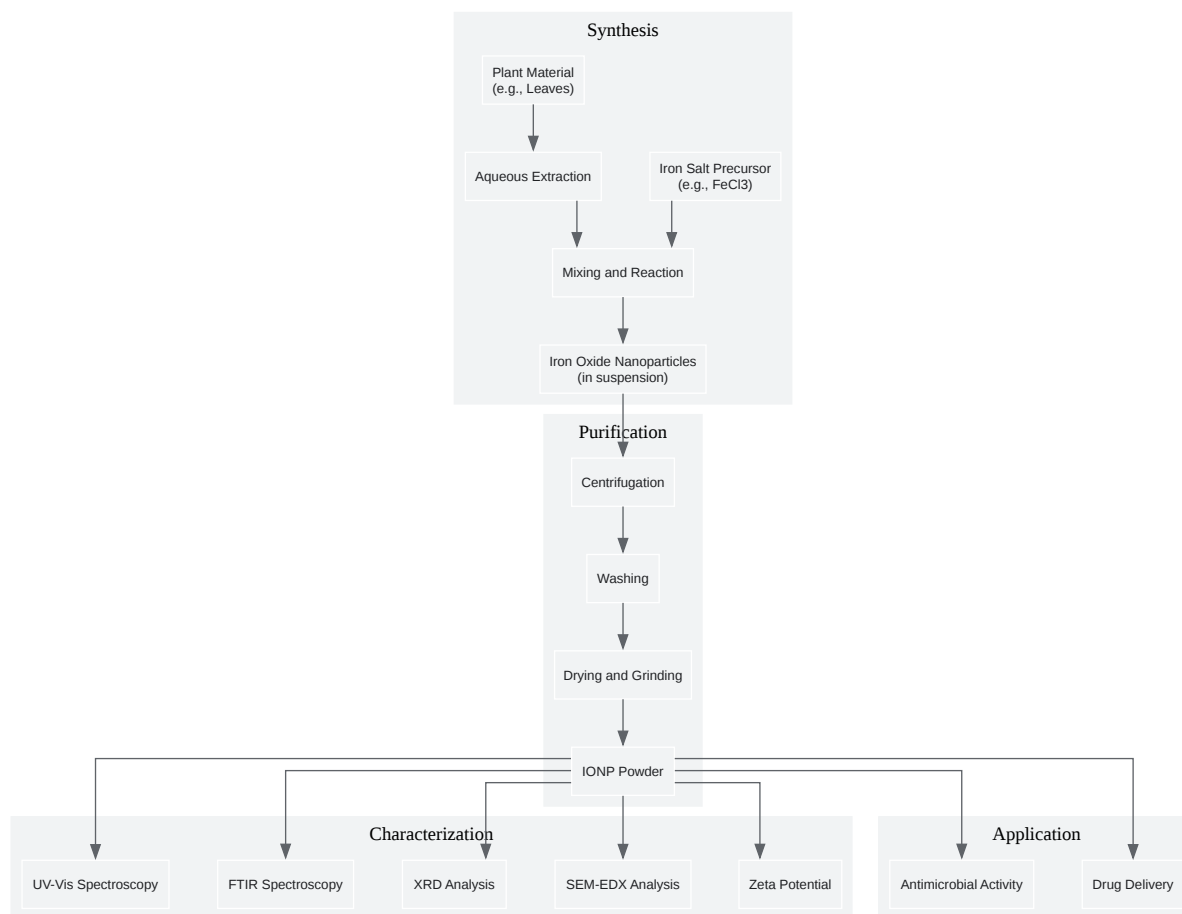 Synthesis
Plant Material
(e.g., Leaves)
Aqueous Extraction
Iron Salt Precursor
(e.g., FeCl3)
Mixing and Reaction
Iron Oxide Nanoparticles
(in suspension)
Purification
Centrifugation
Washing
Drying and Grinding
IONP Powder
Characterization
UV-Vis Spectroscopy
FTIR Spectroscopy
XRD Analysis
SEM-EDX Analysis
Zeta Potential
Application
Antimicrobial Activity
Drug Delivery